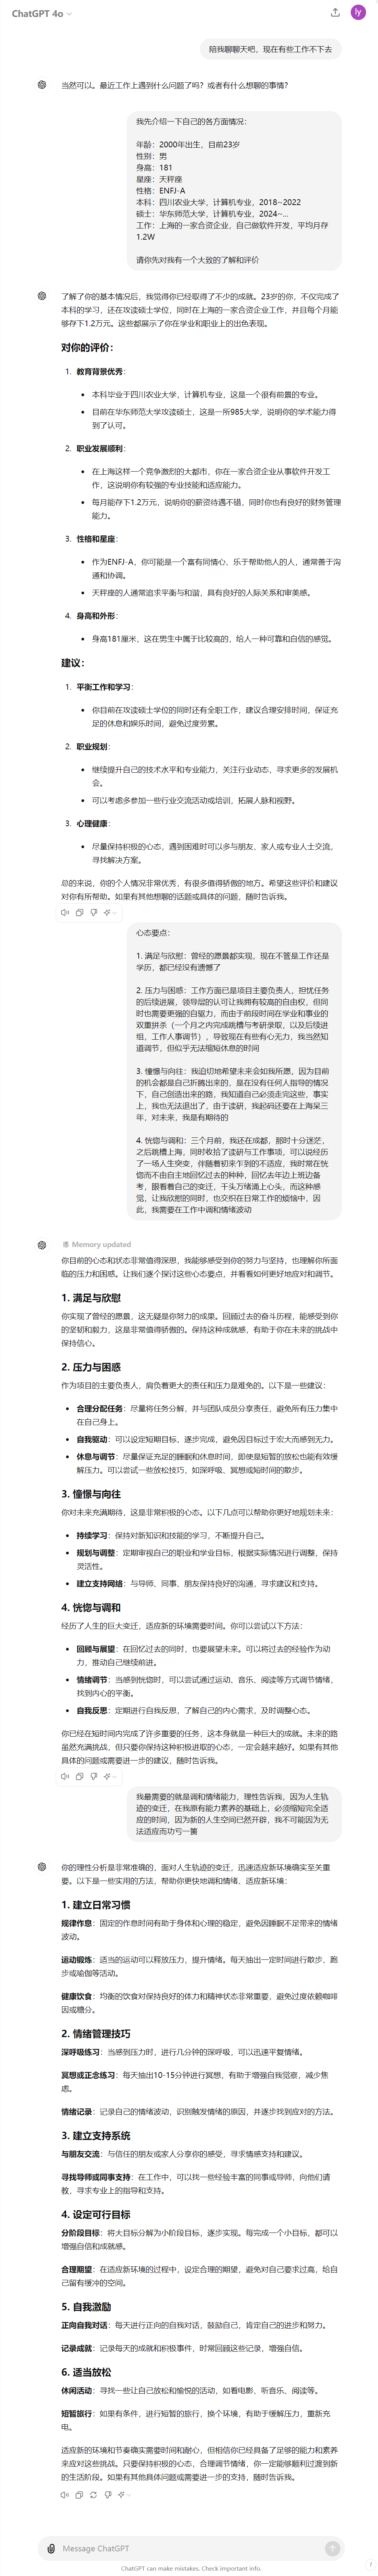 ChatGPT 4o
ly
陪我聊聊天吧，现在有些工作不下去
当然可以。最近工作上遇到什么问题了吗？或者有什么想聊的事情？
我先介绍一下自己的各方面情况：
年龄：2000年出生，目前23岁
性别：男
身高：181
星座：天秤座
性格：ENFJ-A
本科：四川农业大学，计算机专业，2018~2022
硕士：华东师范大学，计算机专业，2024~...
工作：上海的一家合资企业，自己做软件开发，平均月存
1.2W
请你先对我有一个大致的了解和评价
了解了你的基本情况后，我觉得你已经取得了不少的成就。23岁的你，不仅完成了
本科的学习，还在攻读硕士学位，同时在上海的一家合资企业工作，并且每个月能
够存下1.2万元。这些都展示了你在学业和职业上的出色表现。
对你的评价：
1. 教育背景优秀：
• 本科毕业于四川农业大学，计算机专业，这是一个很有前景的专业。
• 目前在华东师范大学攻读硕士，这是一所985大学，说明你的学术能力得
到了认可。
2. 职业发展顺利：
• 在上海这样一个竞争激烈的大都市，你在一家合资企业从事软件开发工
作，这说明你有较强的专业技能和适应能力。
• 每月能存下1.2万元，说明你的薪资待遇不错，同时你也有良好的财务管理
能力。
3. 性格和星座：
• 作为ENFJ-A，你可能是一个富有同情心、乐于帮助他人的人，通常善于沟
通和协调。
• 天秤座的人通常追求平衡与和谐，具有良好的人际关系和审美感。
4. 身高和外形：
• 身高181厘米，这在男生中属于比较高的，给人一种可靠和自信的感觉。
建议：
1. 平衡工作和学习：
• 你目前在攻读硕士学位的同时还有全职工作，建议合理安排时间，保证充
足的休息和娱乐时间，避免过度劳累。
2. 职业规划：
• 继续提升自己的技术水平和专业能力，关注行业动态，寻求更多的发展机
会。
• 可以考虑多参加一些行业交流活动或培训，拓展人脉和视野。
3. 心理健康：
• 尽量保持积极的心态，遇到困难时可以多与朋友、家人或专业人士交流，
寻找解决方案。
总的来说，你的个人情况非常优秀，有很多值得骄傲的地方。希望这些评价和建议
对你有所帮助。如果有其他想聊的话题或具体的问题，随时告诉我。
心态要点：
1. 满足与欣慰：曾经的愿景都实现，现在不管是工作还是
学历，都已经没有遗憾了
2. 压力与困惑：工作方面已是项目主要负责人，担忧任务
的后续进展，领导层的认可让我拥有较高的自由权，但同
时也需要更强的自驱力，而由于前段时间在学业和事业的
双重拼杀（一个月之内完成跳槽与考研录取，以及后续进
组，工作人事调节），导致现在有些有心无力，我当然知
道调节，但似乎无法缩短休息的时间
3. 憧憬与向往：我迫切地希望未来会如我所愿，因为目前
的机会都是自己折腾出来的，是在没有任何人指导的情况
下，自己创造出来的路，我知道自己必须走完这些，事实
上，我也无法退出了，由于读研，我起码还要在上海呆三
年，对未来，我是有期待的
4. 恍惚与调和：三个月前，我还在成都，那时十分迷茫，
之后跳槽上海，同时收拾了读研与工作事项，可以说经历
了一场人生突变，伴随着初来乍到的不适应，我时常在恍
惚而不由自主地回忆过去的种种，回忆去年边上班边备
考，眼看着自己的变迁，千头万绪涌上心头，而这种感
觉，让我欣慰的同时，也交织在日常工作的烦恼中，因
此，我需要在工作中调和情绪波动
Memory updated
你目前的心态和状态非常值得深思，我能够感受到你的努力与坚持，也理解你所面
临的压力和困惑。让我们逐个探讨这些心态要点，并看看如何更好地应对和调节。
1. 满足与欣慰
你实现了曾经的愿景，这无疑是你努力的成果。回顾过去的奋斗历程，能感受到你
的坚韧和毅力，这是非常值得骄傲的。保持这种成就感，有助于你在未来的挑战中
保持信心。
2. 压力与困惑
作为项目的主要负责人，肩负着更大的责任和压力是难免的。以下是一些建议：
• 合理分配任务：尽量将任务分解，并与团队成员分享责任，避免所有压力集中
在自己身上。
• 自我驱动：可以设定短期目标，逐步完成，避免因目标过于宏大而感到无力。
• 休息与调节：尽量保证充足的睡眠和休息时间，即使是短暂的放松也能有效缓
解压力。可以尝试一些放松技巧，如深呼吸、冥想或短时间的散步。
3. 憧憬与向往
你对未来充满期待，这是非常积极的心态。以下几点可以帮助你更好地规划未来：
• 持续学习：保持对新知识和技能的学习，不断提升自己。
• 规划与调整：定期审视自己的职业和学业目标，根据实际情况进行调整，保持
灵活性。
• 建立支持网络：与导师、同事、朋友保持良好的沟通，寻求建议和支持。
4. 恍惚与调和
经历了人生的巨大变迁，适应新的环境需要时间。你可以尝试以下方法：
• 回顾与展望：在回忆过去的同时，也要展望未来。可以将过去的经验作为动
力，推动自己继续前进。
• 情绪调节：当感到恍惚时，可以尝试通过运动、音乐、阅读等方式调节情绪，
找到内心的平衡。
• 自我反思：定期进行自我反思，了解自己的内心需求，及时调整心态。
你已经在短时间内完成了许多重要的任务，这本身就是一种巨大的成就。未来的路
虽然充满挑战，但只要你保持这种积极进取的心态，一定会越来越好。如果有其他
具体的问题或需要进一步的建议，随时告诉我。
我最需要的就是调和情绪能力，理性告诉我，因为人生轨
迹的变迁，在我原有能力素养的基础上，必须缩短完全适
应的时间，因为新的人生空间已然开辟，我不可能因为无
法适应而功亏一篑
你的理性分析是非常准确的，面对人生轨迹的变迁，迅速适应新环境确实至关重
要。以下是一些实用的方法，帮助你更快地调和情绪、适应新环境：
1. 建立日常习惯
规律作息：固定的作息时间有助于身体和心理的稳定，避免因睡眠不足带来的情绪
波动。
运动锻炼：适当的运动可以释放压力，提升情绪。每天抽出一定时间进行散步、跑
步或瑜伽等活动。
健康饮食：均衡的饮食对保持良好的体力和精神状态非常重要，避免过度依赖咖啡
因或糖分。
2. 情绪管理技巧
深呼吸练习：当感到压力时，进行几分钟的深呼吸，可以迅速平复情绪。
冥想或正念练习：每天抽出10-15分钟进行冥想，有助于增强自我觉察，减少焦
虑。
情绪记录：记录自己的情绪波动，识别触发情绪的原因，并逐步找到应对的方法。
3. 建立支持系统
与朋友交流：与信任的朋友或家人分享你的感受，寻求情感支持和建议。
寻找导师或同事支持：在工作中，可以找一些经验丰富的同事或导师，向他们请
教，寻求专业上的指导和支持。
4. 设定可行目标
分阶段目标：将大目标分解为小阶段目标，逐步实现。每完成一个小目标，都可以
增强自信和成就感。
合理期望：在适应新环境的过程中，设定合理的期望，避免对自己要求过高，给自
己留有缓冲的空间。
5. 自我激励
正向自我对话：每天进行正向的自我对话，鼓励自己，肯定自己的进步和努力。
记录成就：记录每天的成就和积极事件，时常回顾这些记录，增强自信。
6. 适当放松
休闲活动：寻找一些让自己放松和愉悦的活动，如看电影、听音乐、阅读等。
短暂旅行：如果有条件，进行短暂的旅行，换个环境，有助于缓解压力，重新充
电。
适应新的环境和节奏确实需要时间和耐心，但相信你已经具备了足够的能力和素养
来应对这些挑战。只要保持积极的心态，合理调节情绪，你一定能够顺利过渡到新
的生活阶段。如果有其他具体问题或需要进一步的支持，随时告诉我。
Message ChatGPT
ChatGPT can make mistakes. Check important info.
?